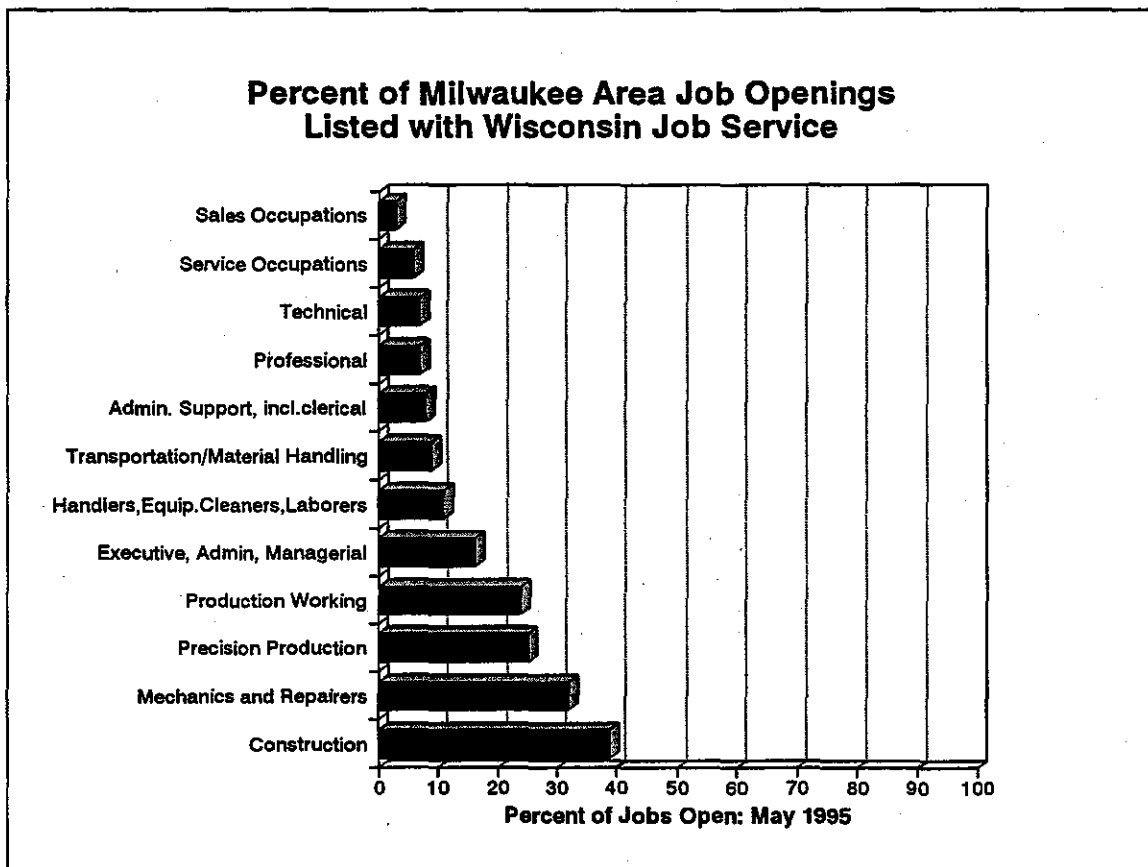 Percent of Milwaukee Area Job Openings
Listed with Wisconsin Job Service
Sales Occupations
Service Occupations
Technical
Professional
Admin. Support, incl.clerical
Transportation/Material Handling
Handlers,Equip.Cleaners,Laborers
Executive, Admin, Managerial
Production Working
Precision Production
Mechanics and Repairers
Construction
0 10 20 30 40 50 60 70 80 90 100
Percent of Jobs Open: May 1995